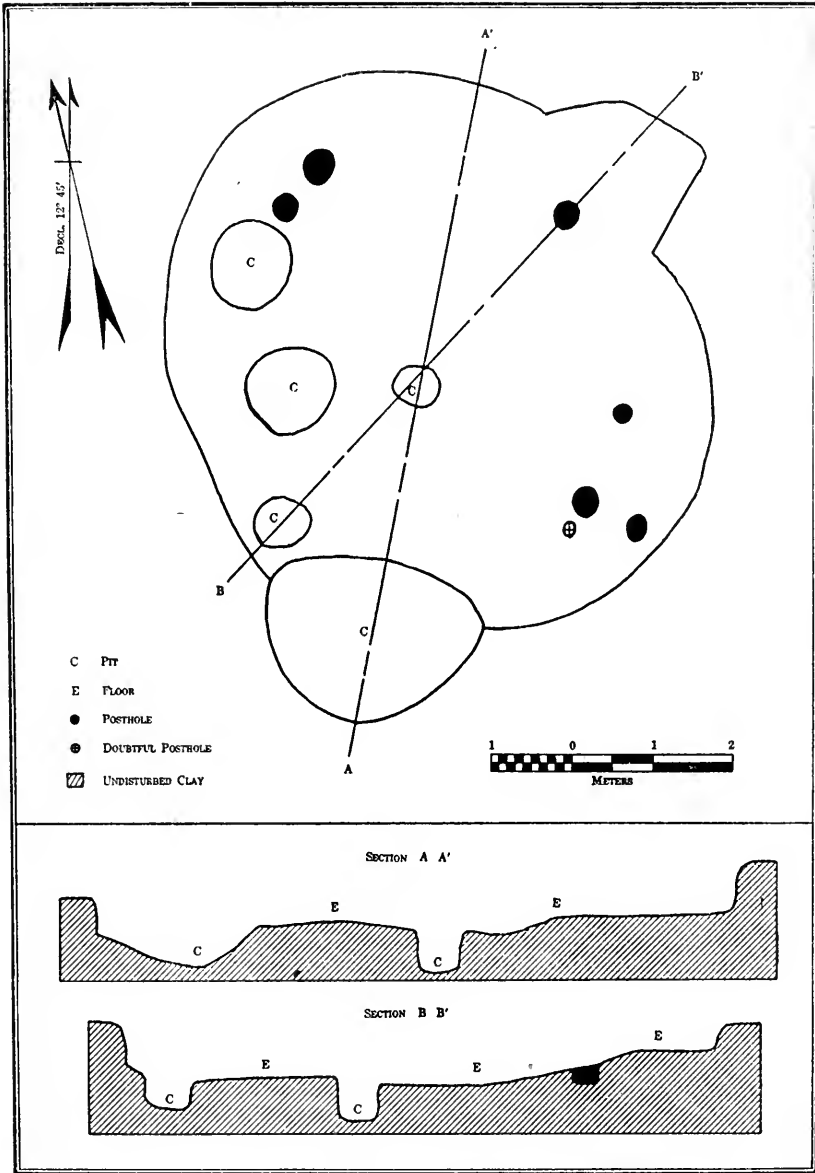 A'
B'
DECL. 12° 45'
C
C
C
C
B
C
C PIT
E FLOOR
POSTHOLE
DOUBTFUL POSTHOLE
UNDISTURBED CLAY
1 0 1 2
METERS
A
SECTION A A'
E E
C C
SECTION B B'
E E E
C C